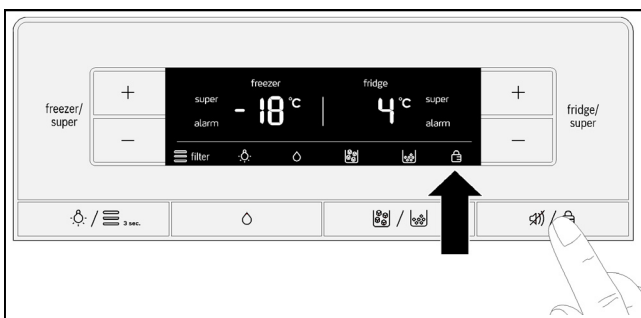 freezer
fridge
super
-18 °C
4 °C
super
alarm
alarm
filter
freezer/
super
+
−
+
−
fridge/
super
/
3 sec.
/
/